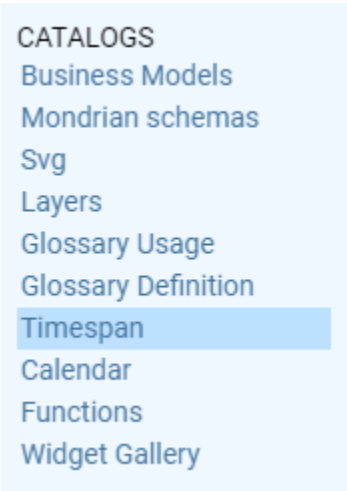 CATALOGS
Business Models
Mondrian schemas
Svg
Layers
Glossary Usage
Glossary Definition
Timespan
Calendar
Functions
Widget Gallery